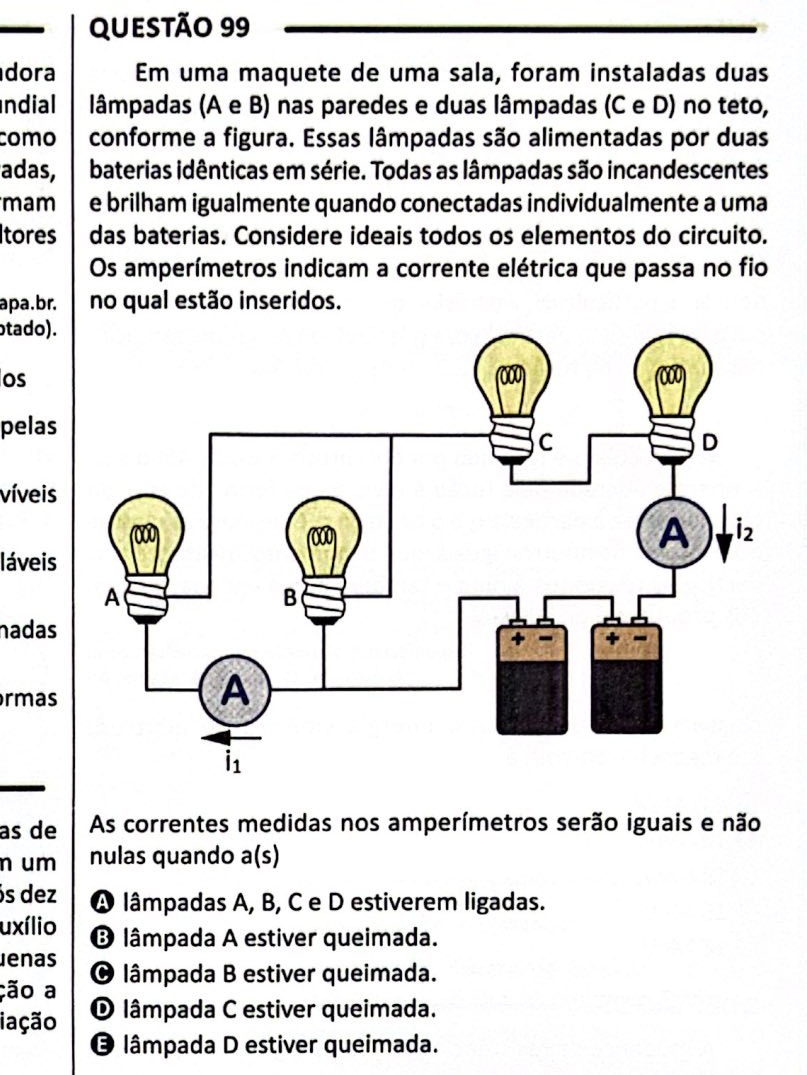 QUESTÃO 99
Em uma maquete de uma sala, foram instaladas duas
lâmpadas (A e B) nas paredes e duas lâmpadas (C e D) no teto,
conforme a figura. Essas lâmpadas são alimentadas por duas
baterias idênticas em série. Todas as lâmpadas são incandescentes
e brilham igualmente quando conectadas individualmente a uma
das baterias. Considere ideais todos os elementos do circuito.
Os amperímetros indicam a corrente elétrica que passa no fio
no qual estão inseridos.
C
D
A
i₂
A
B
+ −
+ −
A
i₁
As correntes medidas nos amperímetros serão iguais e não
nulas quando a(s)
A lâmpadas A, B, C e D estiverem ligadas.
B lâmpada A estiver queimada.
C lâmpada B estiver queimada.
D lâmpada C estiver queimada.
E lâmpada D estiver queimada.